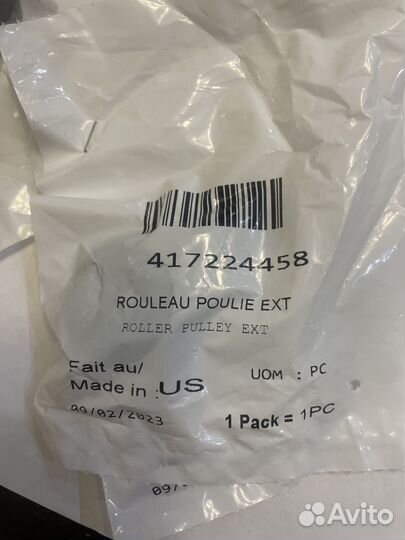 417224458
ROULEAU POULIE EXT
ROLLER PULLEY EXT
Fait au/
Made in : US
UOM : PC
09/02/2023
1 Pack = 1PC
09/
Avito